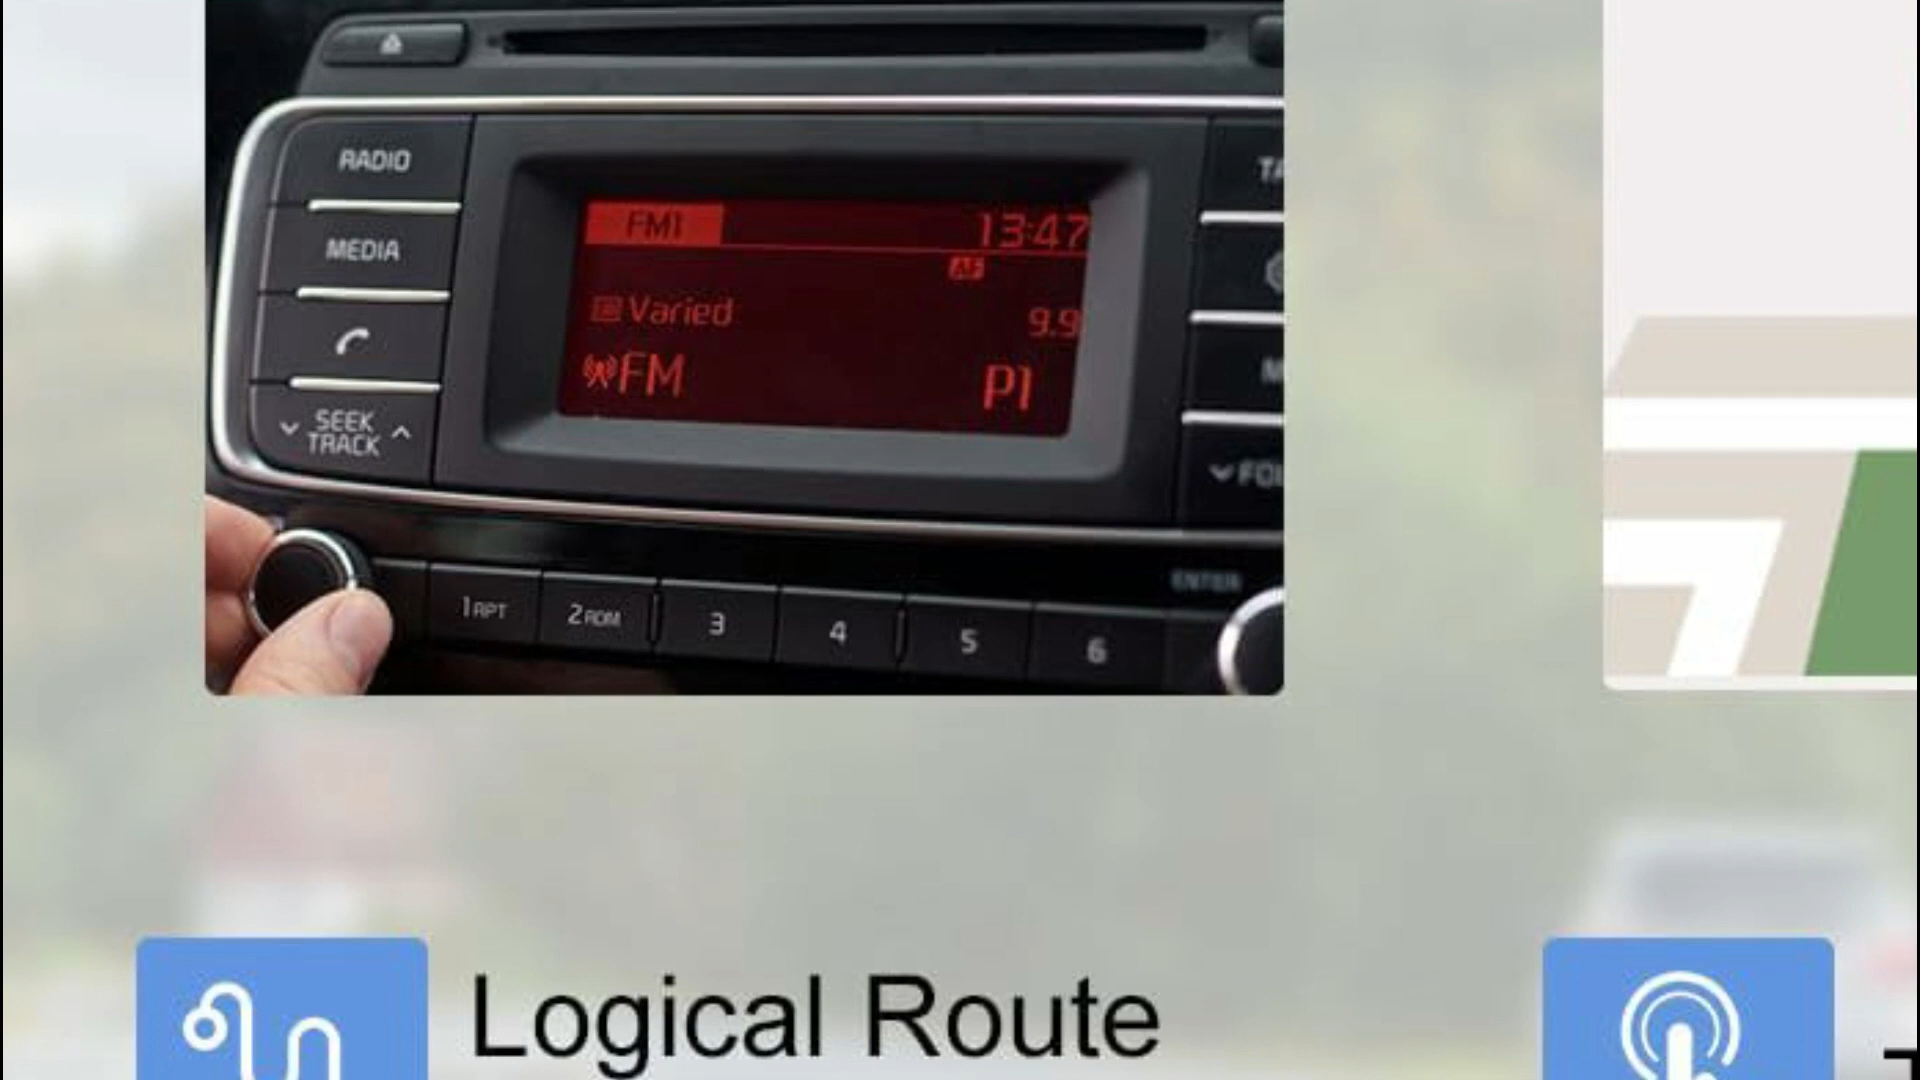 RADIO
MEDIA
SEEK
TRACK
FM1
13:47
AF
Varied
9.9
FM
P1
ENTER
1 RPT
2 RDM
3
4
5
6
Logical Route